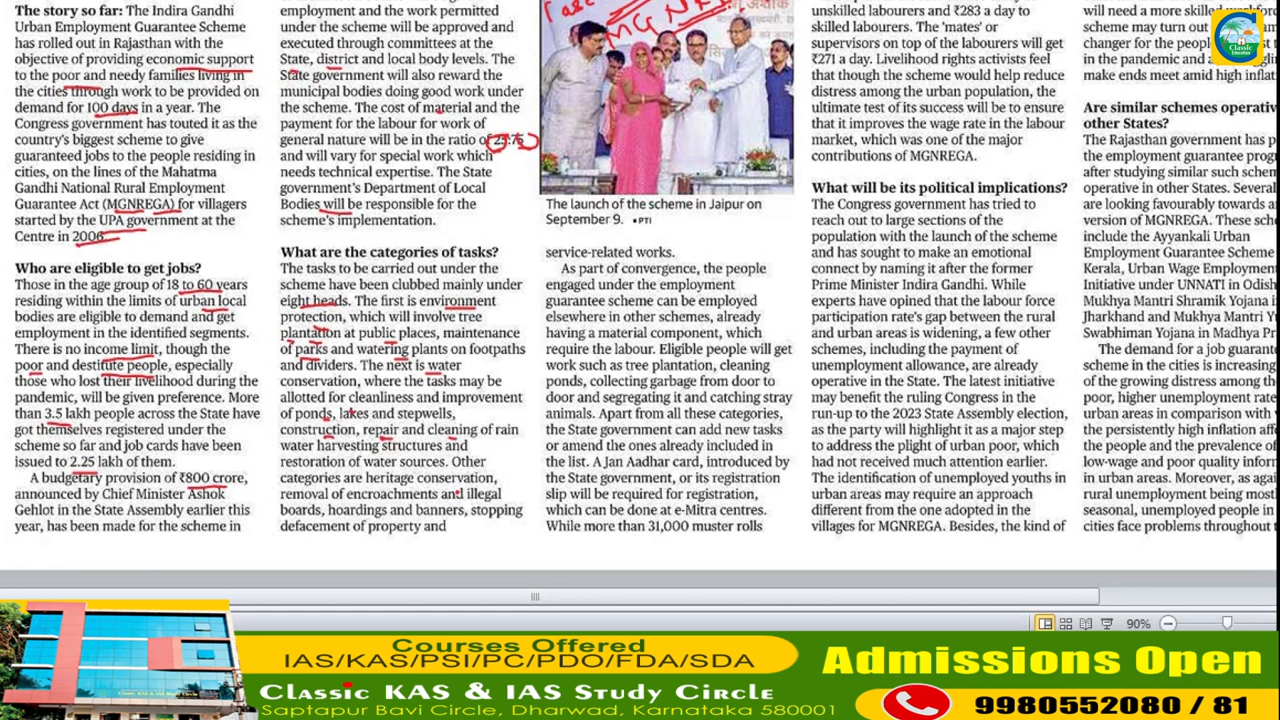 The story so far: The Indira Gandhi
Urban Employment Guarantee Scheme
has rolled out in Rajasthan with the
objective of providing economic support
to the poor and needy families living in
the cities through work to be provided on
demand for 100 days in a year. The
Congress government has touted it as the
country's biggest scheme to give
guaranteed jobs to the people residing in
cities, on the lines of the Mahatma
Gandhi National Rural Employment
Guarantee Act (MGNREGA) for villagers
started by the UPA government at the
Centre in 2006.
Who are eligible to get jobs?
Those in the age group of 18 to 60 years
residing within the limits of urban local
bodies are eligible to demand and get
employment in the identified segments.
There is no income limit, though the
poor and destitute people, especially
those who lost their livelihood during the
pandemic, will be given preference. More
than 3.5 lakh people across the State have
got themselves registered under the
scheme so far and job cards have been
issued to 2.25 lakh of them.
A budgetary provision of ₹800 crore,
announced by Chief Minister Ashok
Gehlot in the State Assembly earlier this
year, has been made for the scheme in
employment and the work permitted
under the scheme will be approved and
executed through committees at the
State, district and local body levels. The
State government will also reward the
municipal bodies doing good work under
the scheme. The cost of material and the
payment for the labour for work of
general nature will be in the ratio of 25:75
and will vary for special work which
needs technical expertise. The State
government's Department of Local
Bodies will be responsible for the
scheme's implementation.
What are the categories of tasks?
The tasks to be carried out under the
scheme have been clubbed mainly under
eight heads. The first is environment
protection, which will involve tree
plantation at public places, maintenance
of parks and watering plants on footpaths
and dividers. The next is water
conservation, where the tasks may be
allotted for cleanliness and improvement
of ponds, lakes and stepwells,
construction, repair and cleaning of rain
water harvesting structures and
restoration of water sources. Other
categories are heritage conservation,
removal of encroachments and illegal
boards, hoardings and banners, stopping
defacement of property and
The launch of the scheme in Jaipur on
September 9. •PTI
service-related works.
As part of convergence, the people
engaged under the employment
guarantee scheme can be employed
elsewhere in other schemes, already
having a material component, which
require the labour. Eligible people will get
work such as tree plantation, cleaning
ponds, collecting garbage from door to
door and segregating it and catching stray
animals. Apart from all these categories,
the State government can add new tasks
or amend the ones already included in
the list. A Jan Aadhar card, introduced by
the State government, or its registration
slip will be required for registration,
which can be done at e-Mitra centres.
While more than 31,000 muster rolls
unskilled labourers and ₹283 a day to
skilled labourers. The 'mates' or
supervisors on top of the labourers will get
₹271 a day. Livelihood rights activists feel
that though the scheme would help reduce
distress among the urban population, the
ultimate test of its success will be to ensure
that it improves the wage rate in the labour
market, which was one of the major
contributions of MGNREGA.
What will be its political implications?
The Congress government has tried to
reach out to large sections of the
population with the launch of the scheme
and has sought to make an emotional
connect by naming it after the former
Prime Minister Indira Gandhi. While
experts have opined that the labour force
participation rate's gap between the rural
and urban areas is widening, a few other
schemes, including the payment of
unemployment allowance, are already
operative in the State. The latest initiative
may benefit the ruling Congress in the
run-up to the 2023 State Assembly election,
as the party will highlight it as a major step
to address the plight of urban poor, which
had not received much attention earlier.
The identification of unemployed youths in
urban areas may require an approach
different from the one adopted in the
villages for MGNREGA. Besides, the kind of
will need a more skilled
scheme may turn out
changer for the people
in the pandemic and
make ends meet amid high
Are similar schemes
other States?
The Rajasthan government has
the employment guarantee
after studying similar
operative in other States. Several
are looking favourably towards
version of MGNREGA. These
include the Ayyankali Urban
Employment Guarantee Scheme
Kerala, Urban Wage Employment
Initiative under UNNATI in
Mukhya Mantri Shramik Yojana
Jharkhand and Mukhya Mantri
Swabhiman Yojana in Madhya
The demand for a job
scheme in the cities is
of the growing distress among
poor, higher unemployment
urban areas in comparison
the persistently high inflation
the people and the prevalence
low-wage and poor quality
in urban areas. Moreover, as
rural unemployment being
seasonal, unemployed people
cities face problems throughout
Classic
Education
90%
Courses Offered
IAS/KAS/PSI/PC/PDO/FDA/SDA
Classic KAS & IAS Study Circle
Saptapur Bavi Circle, Dharwad, Karnataka 580001
Admissions Open
9980552080 / 81